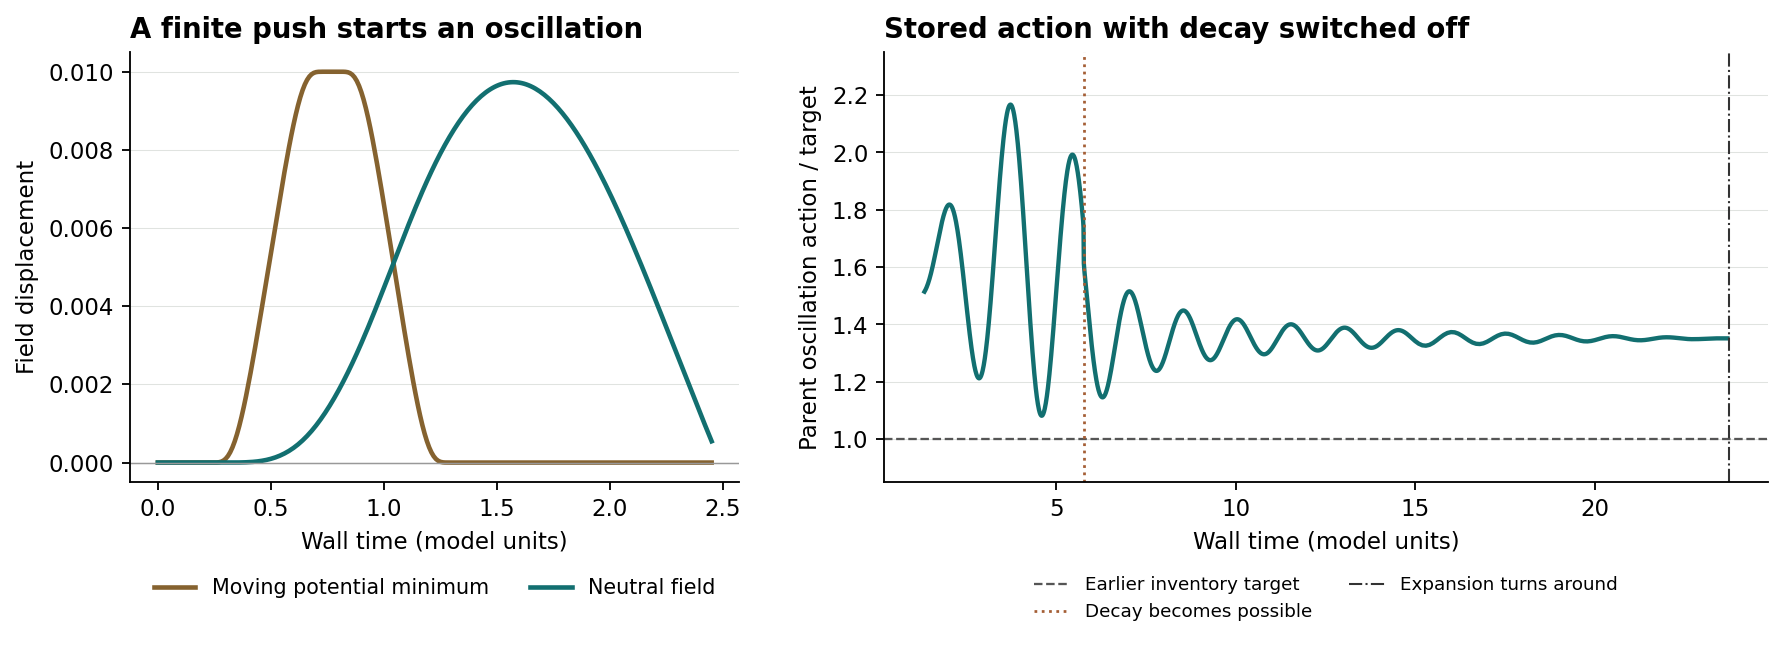 A finite push starts an oscillation
Field displacement
0.010
0.008
0.006
0.004
0.002
0.000
0.0 0.5 1.0 1.5 2.0 2.5
Wall time (model units)
Moving potential minimum
Neutral field
Stored action with decay switched off
Parent oscillation action / target
2.2
2.0
1.8
1.6
1.4
1.2
1.0
5 10 15 20
Wall time (model units)
Earlier inventory target
Decay becomes possible
Expansion turns around